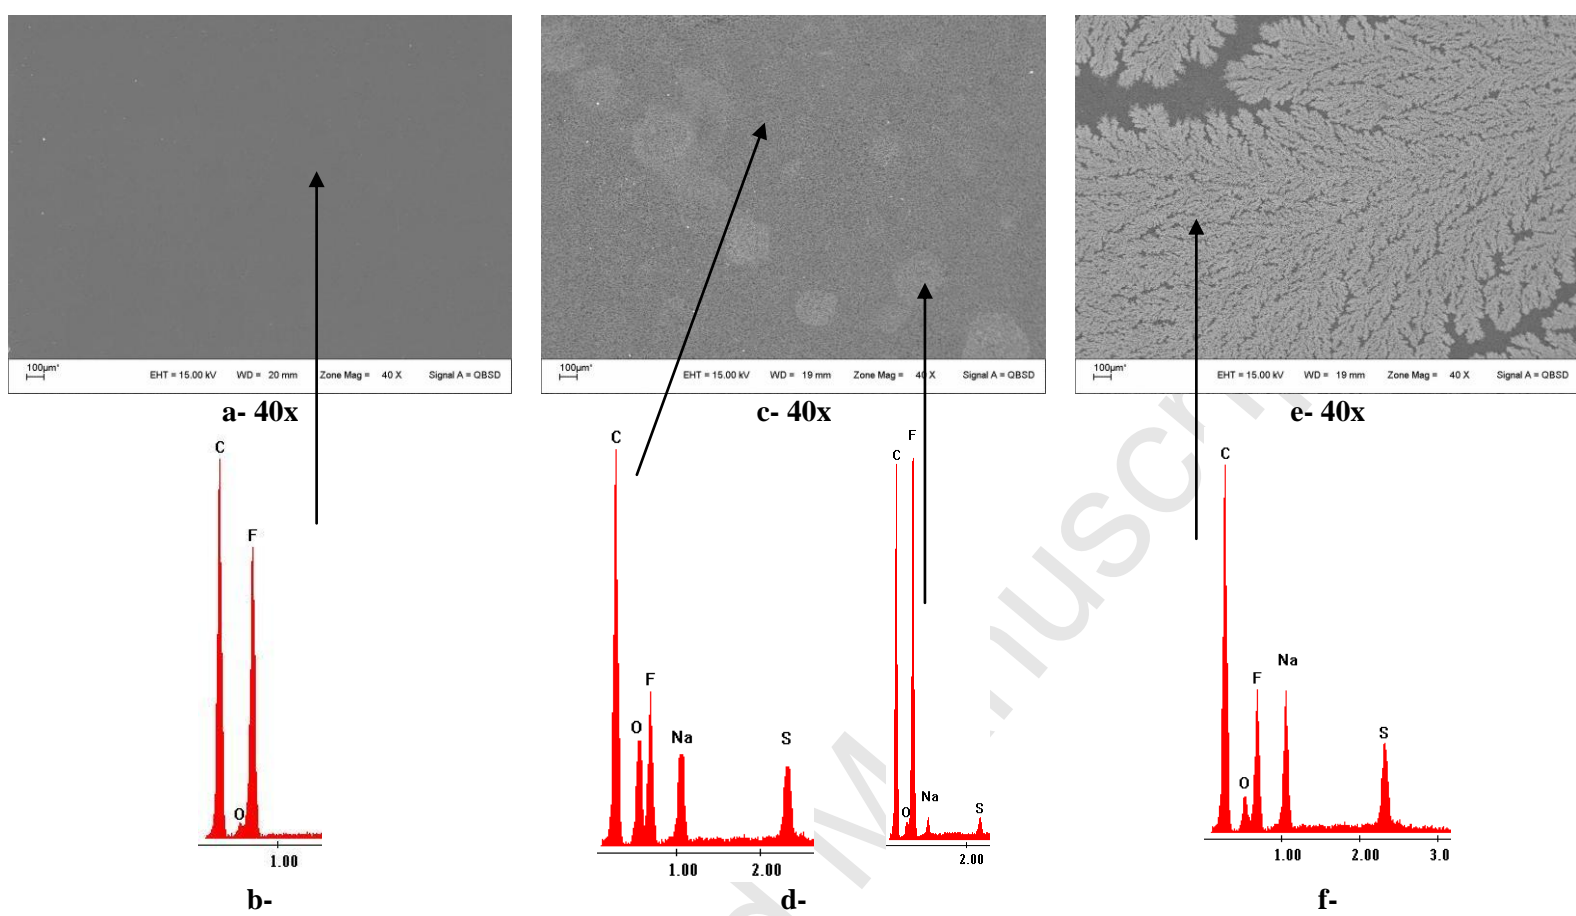 100µm*
EHT = 15.00 kV WD = 20 mm Zone Mag = 40 X Signal A = QBSD
100µm*
EHT = 15.00 kV WD = 19 mm Zone Mag = 40 X Signal A = QBSD
100µm*
EHT = 15.00 kV WD = 19 mm Zone Mag = 40 X Signal A = QBSD
a- 40x
c- 40x
e- 40x
C
F
O
1.00
C
O
F
Na
S
1.00 2.00
C
F
O
Na
S
2.00
C
O
F
Na
S
1.00 2.00 3.0
b-
d-
f-
d Manuscrip